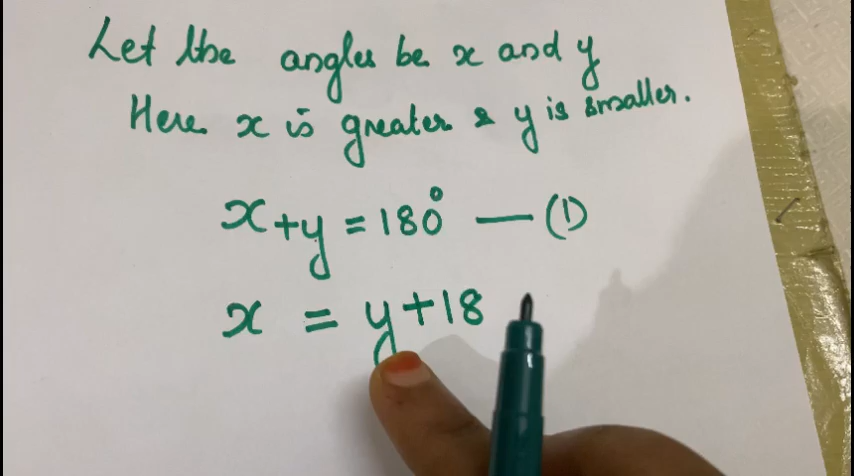 Let the angles be x and y
Here x is greater & y is smaller.
x+y = 180° — (1)
x = y+18